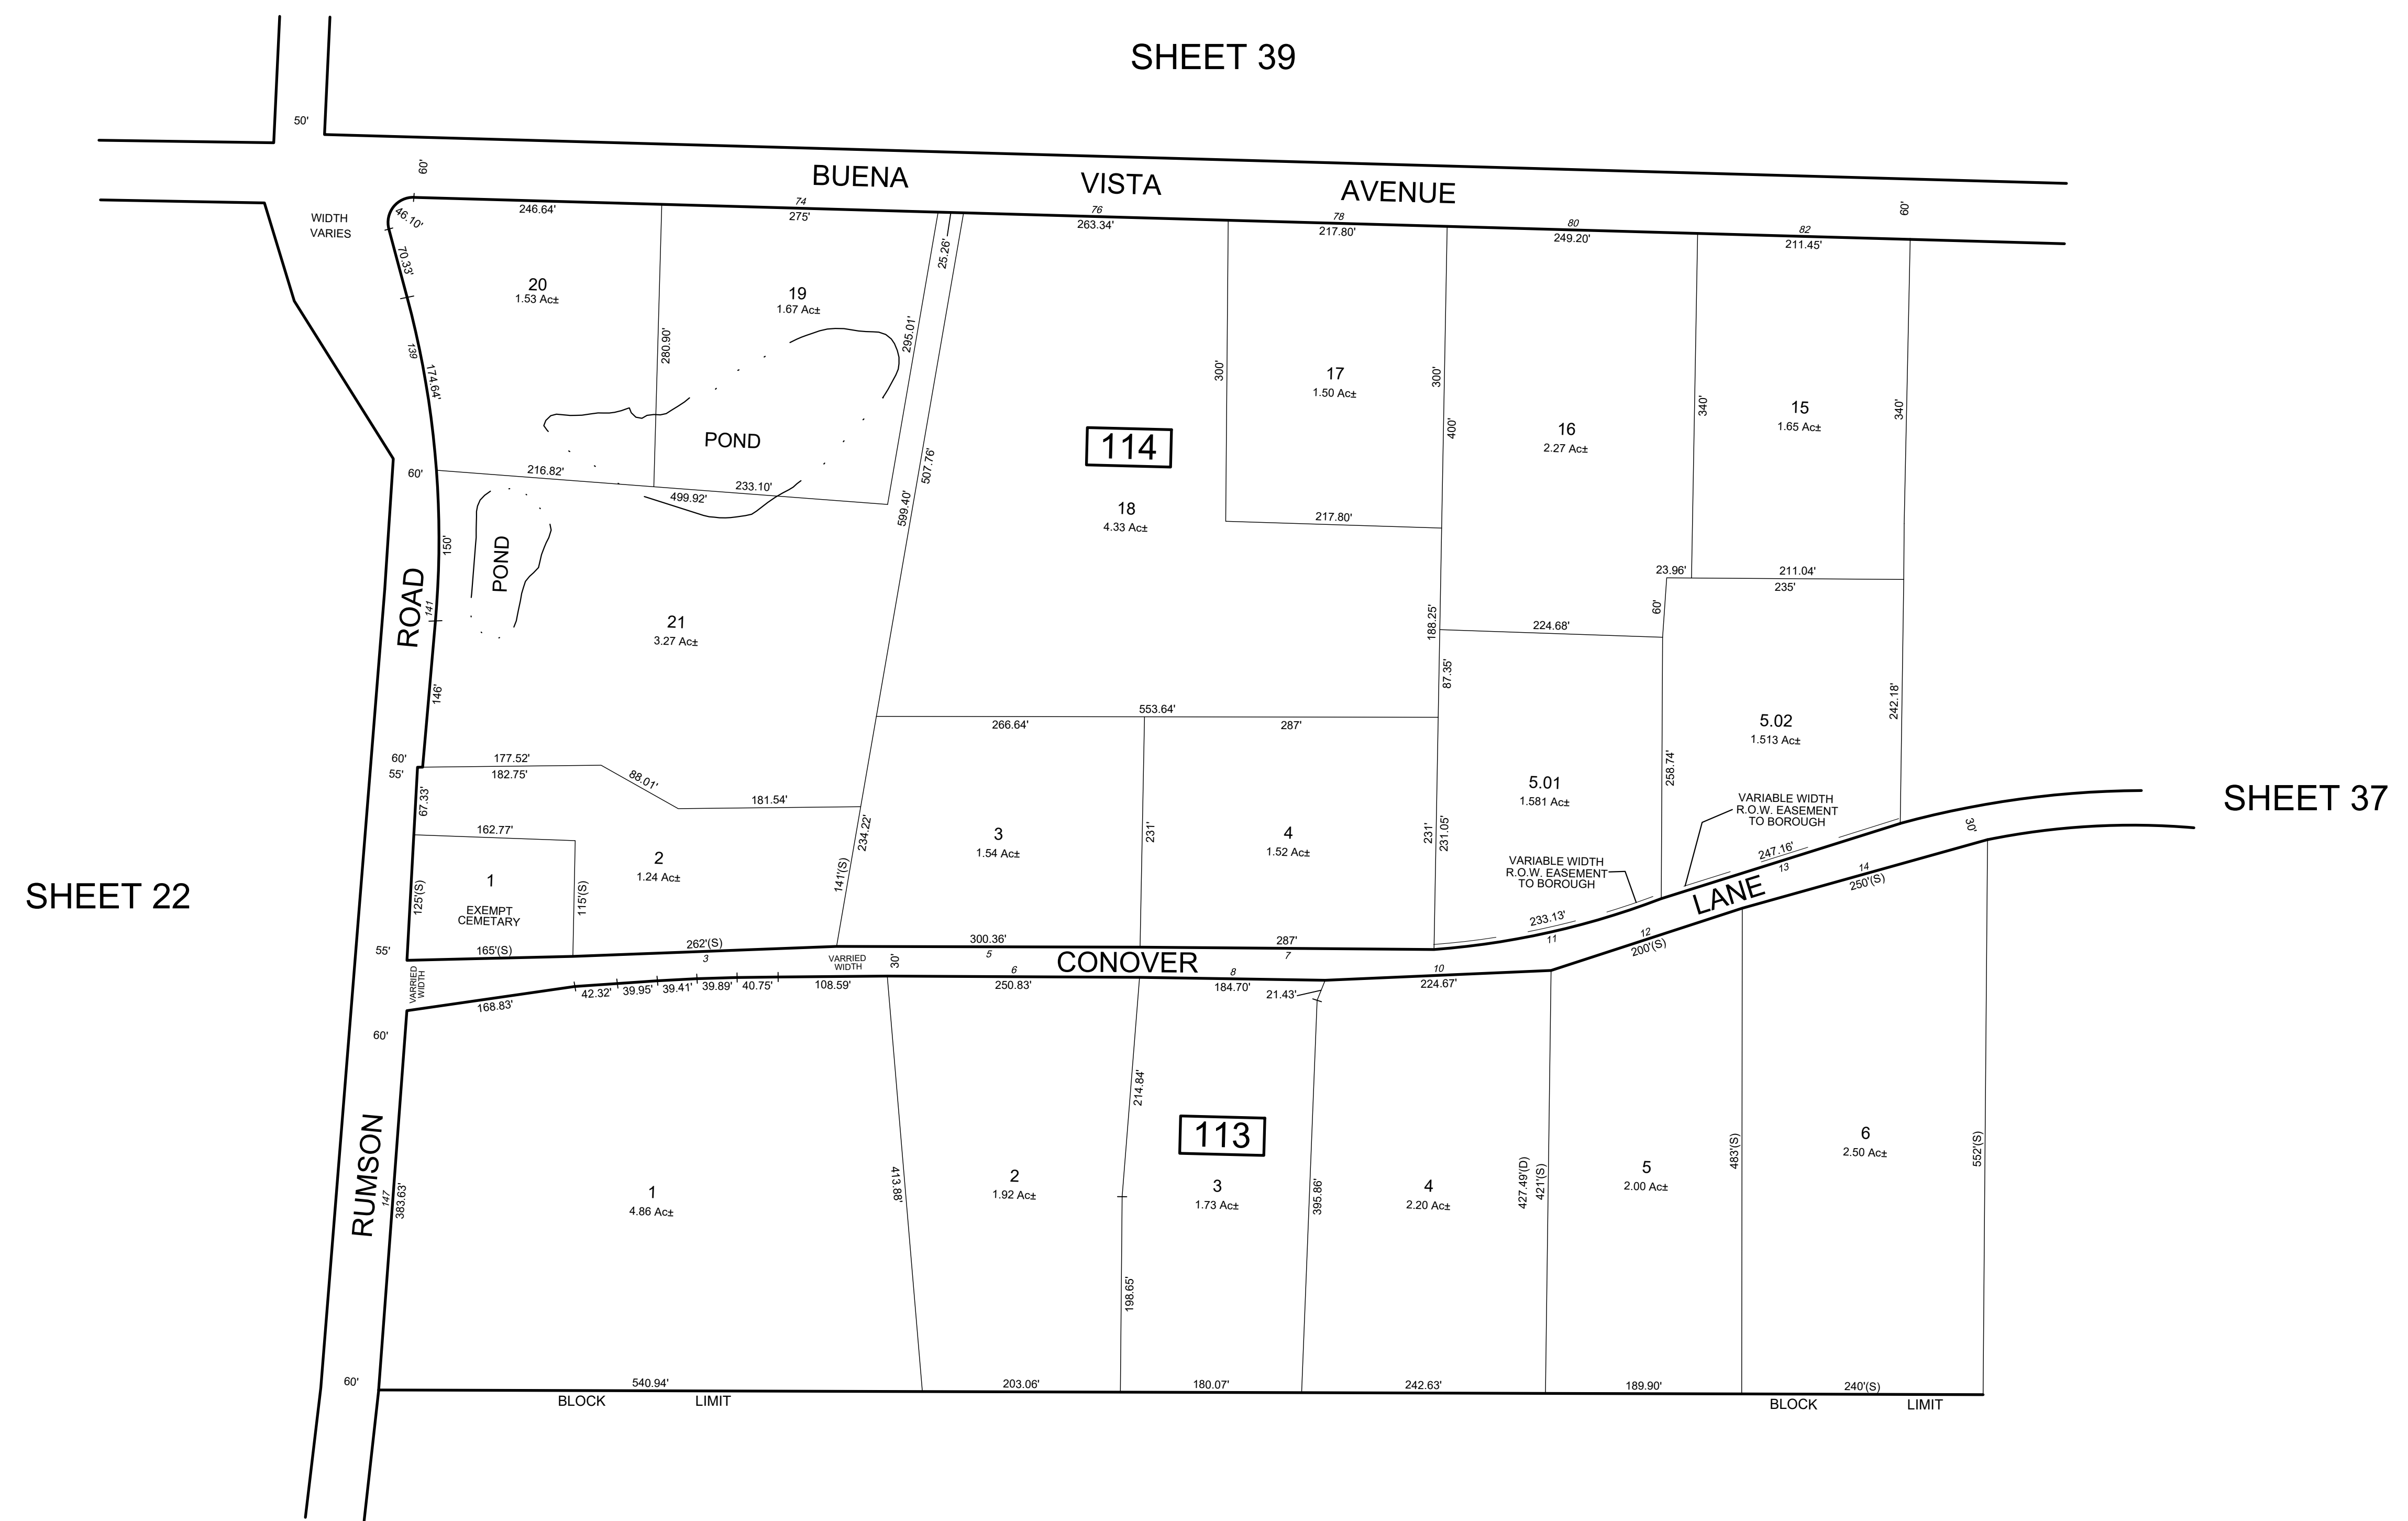 SHEET 39
50'
60'
BUENA VISTA AVENUE
60'
WIDTH
VARIES
46.10'
246.64'
74
275'
76
263.34'
78
217.80'
80
249.20'
82
211.45'
70.33'
25.26'
20
1.53 Ac±
19
1.67 Ac±
139
174.64'
280.90'
295.01'
300'
17
1.50 Ac±
300'
400'
16
2.27 Ac±
340'
15
1.65 Ac±
340'
POND
114
60'
216.82'
233.10'
499.92'
507.76'
599.40'
18
4.33 Ac±
217.80'
150'
POND
ROAD
141
23.96'
211.04'
235'
60'
21
3.27 Ac±
188.25'
224.68'
146'
87.35'
553.64'
266.64'
287'
242.18'
5.02
1.513 Ac±
60'
55'
177.52'
182.75'
88.01'
181.54'
258.74'
5.01
1.581 Ac±
67.33'
VARIABLE WIDTH
R.O.W. EASEMENT
TO BOROUGH
SHEET 37
162.77'
234.22'
3
1.54 Ac±
231'
4
1.52 Ac±
231'
231.05'
30'
2
1.24 Ac±
141'(S)
VARIABLE WIDTH
R.O.W. EASEMENT
TO BOROUGH
247.16'
13
14
250'(S)
SHEET 22
1
EXEMPT
CEMETARY
125'(S)
115'(S)
LANE
233.13'
11
12
200'(S)
55'
165'(S)
262'(S)
3
VARRIED
WIDTH
30'
300.36'
5
CONOVER
287'
7
VARRIED
WIDTH
168.83'
42.32'
39.95'
39.41'
39.89'
40.75'
108.59'
6
250.83'
8
184.70'
21.43'
10
224.67'
60'
214.84'
113
RUMSON
147
383.63'
1
4.86 Ac±
413.88'
2
1.92 Ac±
3
1.73 Ac±
395.86'
4
2.20 Ac±
427.49'(D)
421'(S)
5
2.00 Ac±
483'(S)
6
2.50 Ac±
552'(S)
198.65'
60'
540.94'
203.06'
180.07'
242.63'
189.90'
240'(S)
BLOCK LIMIT
BLOCK LIMIT